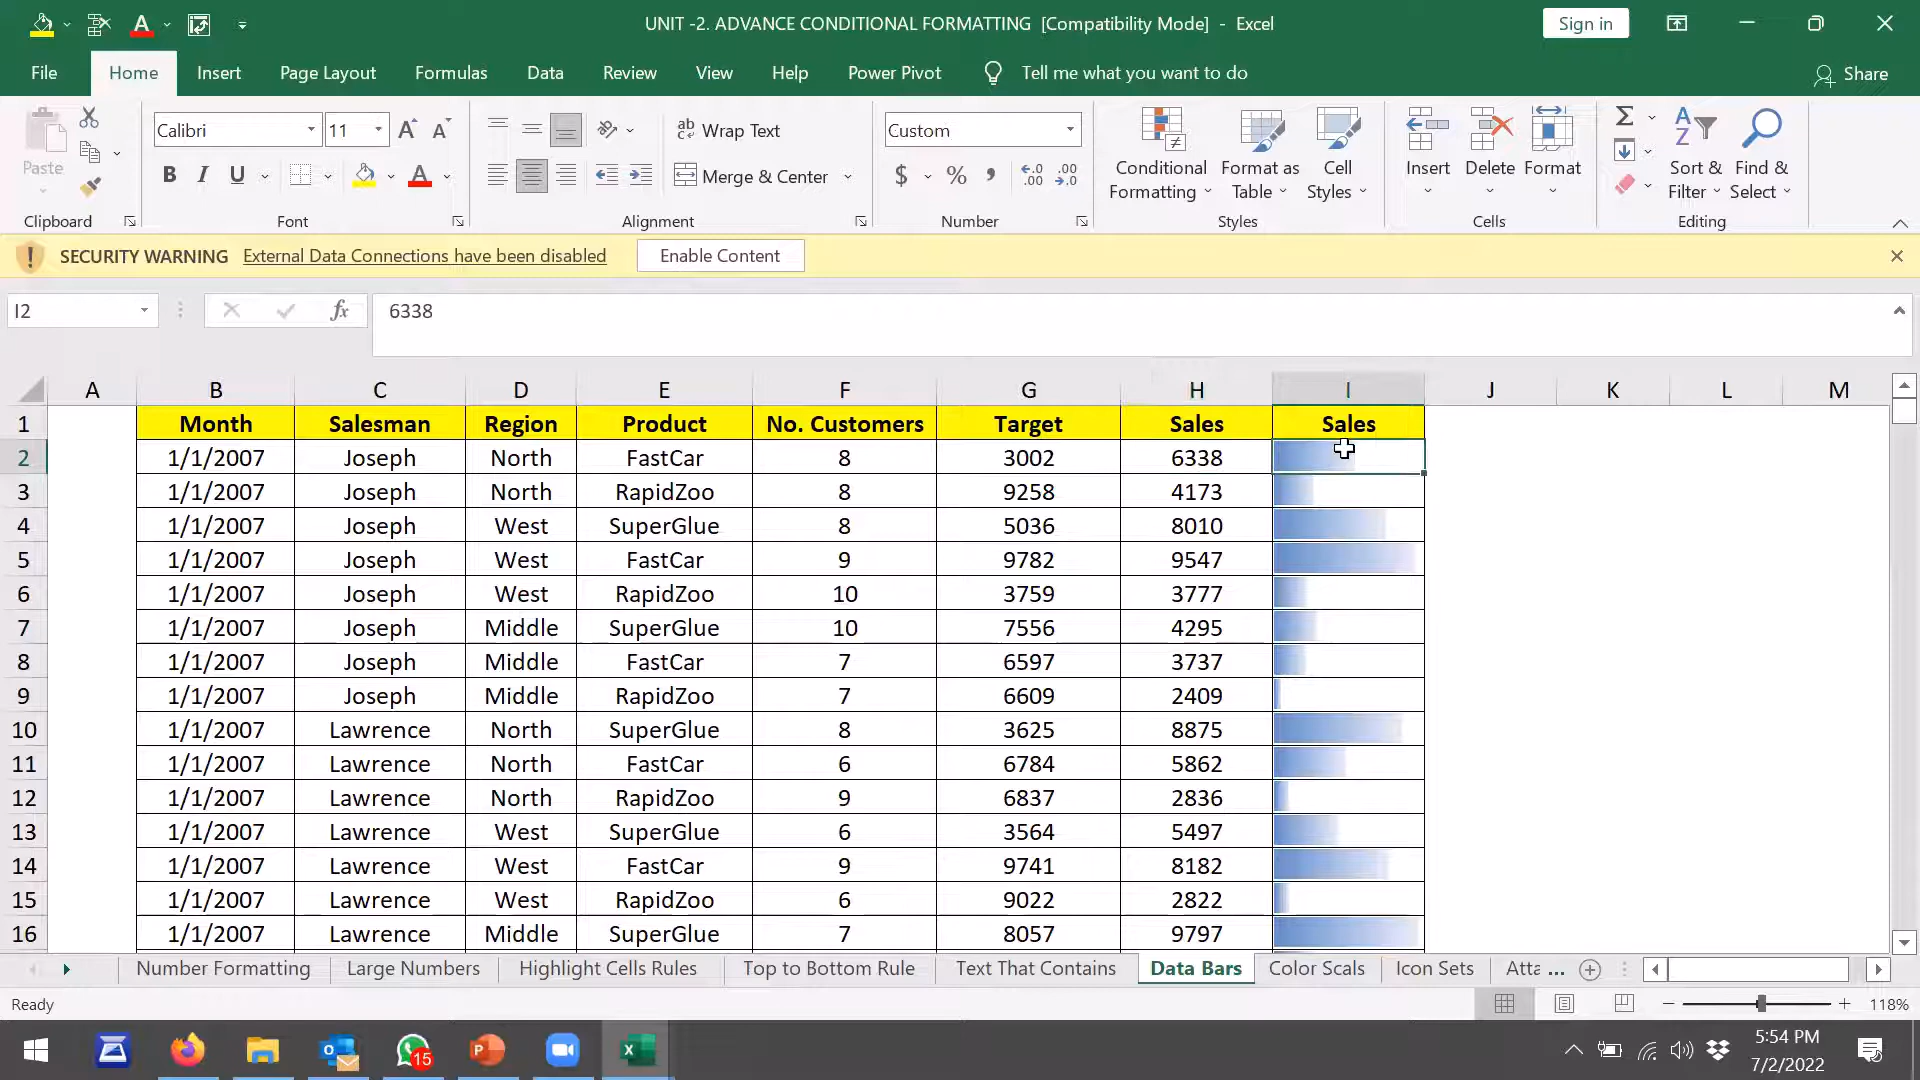 UNIT -2. ADVANCE CONDITIONAL FORMATTING [Compatibility Mode] - Excel
Sign in
File Home Insert Page Layout Formulas Data Review View Help Power Pivot Tell me what you want to do Share
Paste
Clipboard
Calibri 11
B I U
Font
Wrap Text
Merge & Center
Alignment
Custom
$ % ,
Number
Conditional Formatting
Format as Table
Cell Styles
Styles
Insert
Delete
Format
Cells
Sort & Filter
Find & Select
Editing
SECURITY WARNING External Data Connections have been disabled Enable Content
I2 fx 6338
A B C D E F G H I J K L M
1 Month Salesman Region Product No. Customers Target Sales Sales
2 1/1/2007 Joseph North FastCar 8 3002 6338
3 1/1/2007 Joseph North RapidZoo 8 9258 4173
4 1/1/2007 Joseph West SuperGlue 8 5036 8010
5 1/1/2007 Joseph West FastCar 9 9782 9547
6 1/1/2007 Joseph West RapidZoo 10 3759 3777
7 1/1/2007 Joseph Middle SuperGlue 10 7556 4295
8 1/1/2007 Joseph Middle FastCar 7 6597 3737
9 1/1/2007 Joseph Middle RapidZoo 7 6609 2409
10 1/1/2007 Lawrence North SuperGlue 8 3625 8875
11 1/1/2007 Lawrence North FastCar 6 6784 5862
12 1/1/2007 Lawrence North RapidZoo 9 6837 2836
13 1/1/2007 Lawrence West SuperGlue 6 3564 5497
14 1/1/2007 Lawrence West FastCar 9 9741 8182
15 1/1/2007 Lawrence West RapidZoo 6 9022 2822
16 1/1/2007 Lawrence Middle SuperGlue 7 8057 9797
Number Formatting Large Numbers Highlight Cells Rules Top to Bottom Rule Text That Contains Data Bars Color Scals Icon Sets Atta ...
Ready 118%
15
5:54 PM
7/2/2022